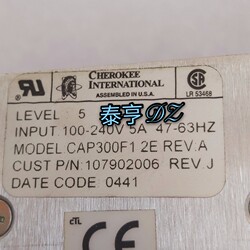 CHEROKEE
INTERNATIONAL
ASSEMBLED IN U.S.A.
LR 53468
LEVEL: 5
泰亨DZ
INPUT: 100-240V 5A 47-63HZ
MODEL CAP300F1 2E REV.A
CUST P/N: 107902006 REV.J
DATE CODE: 0441
CE